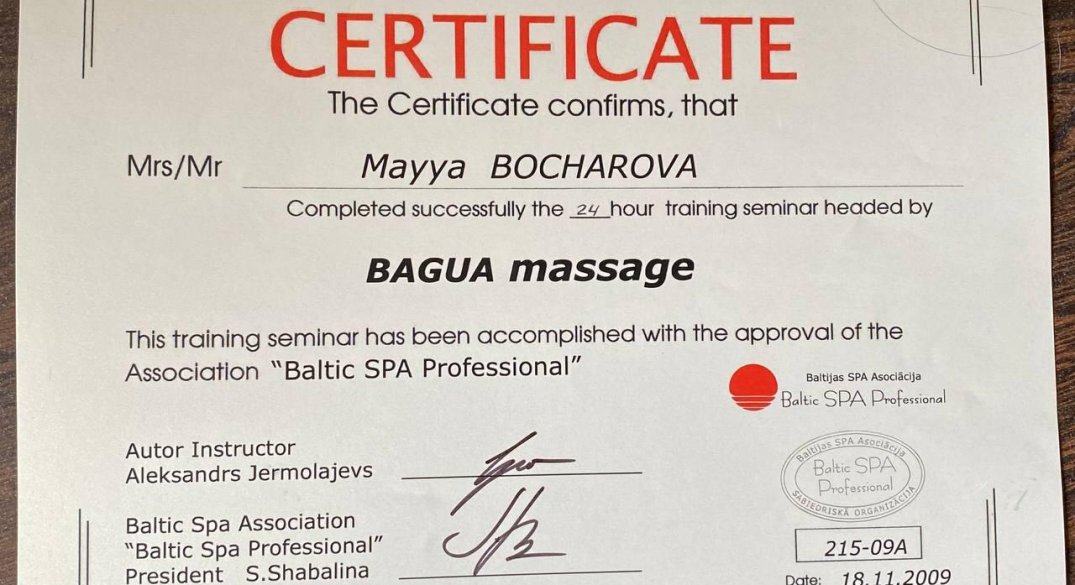 CERTIFICATE
The Certificate confirms, that
Mrs/Mr Mayya BOCHAROVA
Completed successfully the 24 hour training seminar headed by
BAGUA massage
This training seminar has been accomplished with the approval of the
Association "Baltic SPA Professional"
Baltijas SPA Asociācija
Baltic SPA Professional
Autor Instructor
Aleksandrs Jermolajevs
Baltijas SPA Asociācija
Baltic SPA
Professional
SABIEDRISKĀ ORGANIZĀCIJA
Baltic Spa Association
"Baltic Spa Professional"
President S.Shabalina
215-09A
Date: 18.11.2009